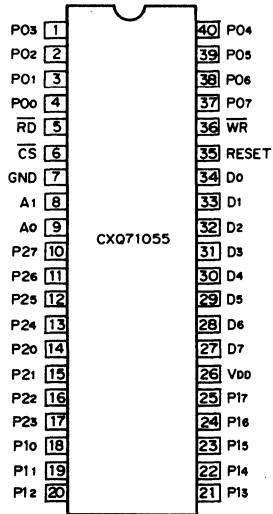 P03 1 40 P04
P02 2 39 P05
P01 3 38 P06
P00 4 37 P07
R̅D̅ 5 36 W̅R̅
C̅S̅ 6 35 RESET
GND 7 34 D0
A1 8 33 D1
A0 9 32 D2
CXQ71055
P27 10 31 D3
P26 11 30 D4
P25 12 29 D5
P24 13 28 D6
P20 14 27 D7
P21 15 26 VDD
P22 16 25 P17
P23 17 24 P16
P10 18 23 P15
P11 19 22 P14
P12 20 21 P13